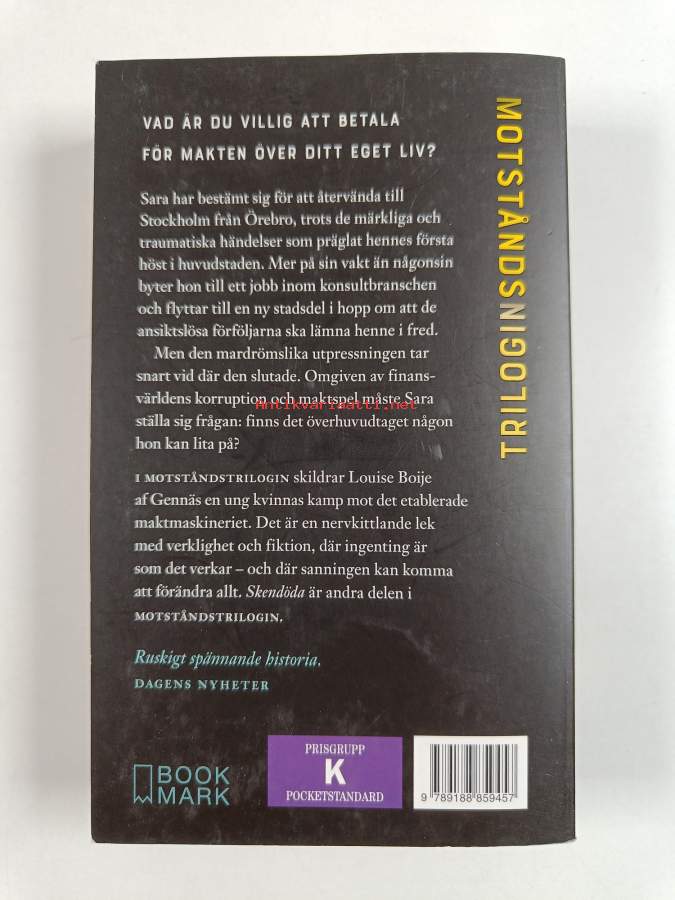 VAD ÄR DU VILLIG ATT BETALA
FÖR MAKTEN ÖVER DITT EGET LIV?
Sara har bestämt sig för att återvända till
Stockholm från Örebro, trots de märkliga och
traumatiska händelser som präglat hennes första
höst i huvudstaden. Mer på sin vakt än någonsin
byter hon till ett jobb inom konsultbranschen
och flyttar till en ny stadsdel i hopp om att de
ansiktslösa förföljarna ska lämna henne i fred.
Men den mardrömslika utpressningen tar
snart vid där den slutade. Omgiven av finans-
världens korruption och maktspel måste Sara
ställa sig frågan: finns det överhuvudtaget någon
hon kan lita på?
I MOTSTÅNDSTRILOGIN skildrar Louise Boije
af Gennäs en ung kvinnas kamp mot det etablerade
maktmaskineriet. Det är en nervkittlande lek
med verklighet och fiktion, där ingenting är
som det verkar – och där sanningen kan komma
att förändra allt. Skendöda är andra delen i
MOTSTÅNDSTRILOGIN.
Ruskigt spännande historia.
DAGENS NYHETER
BOOK
MARK
PRISGRUPP
K
POCKETSTANDARD
9 789188 859457
MOTSTÅNDSTRILOGIN
Antikvariaatti.net